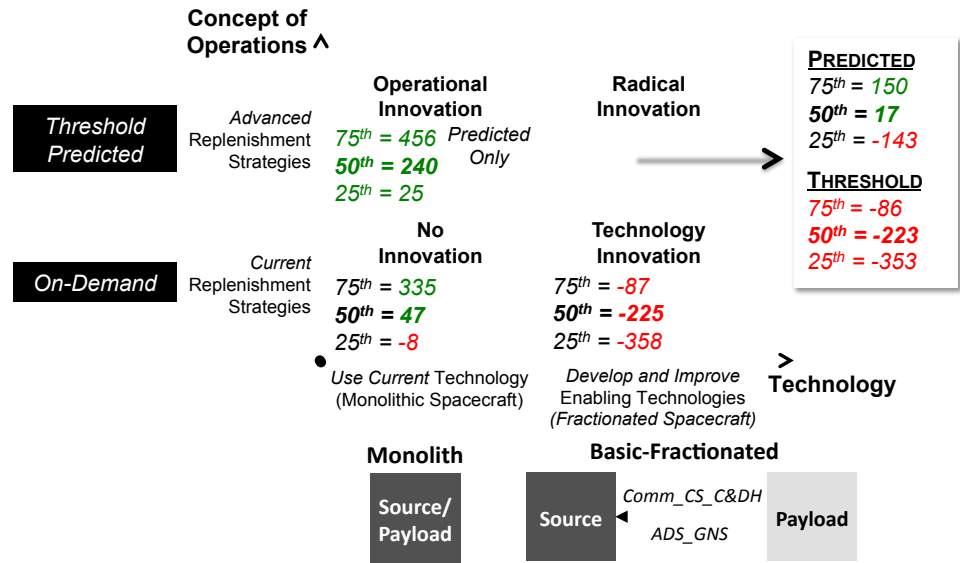 Concept of
Operations
Operational
Innovation
Radical
Innovation
PREDICTED
75th = 150
50th = 17
25th = -143
THRESHOLD
75th = -86
50th = -223
25th = -353
Threshold
Predicted
Advanced
Replenishment
Strategies
75th = 456
50th = 240
25th = 25
Predicted
Only
No
Innovation
Technology
Innovation
On-Demand
Current
Replenishment
Strategies
75th = 335
50th = 47
25th = -8
75th = -87
50th = -225
25th = -358
Use Current Technology
(Monolithic Spacecraft)
Develop and Improve
Enabling Technologies
(Fractionated Spacecraft)
Technology
Monolith
Basic-Fractionated
Source/
Payload
Source
Comm_CS_C&DH
ADS_GNS
Payload